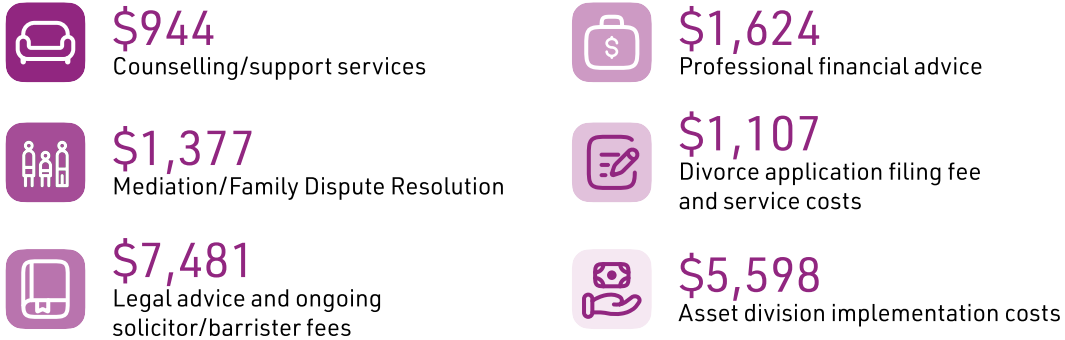 $944
Counselling/support services
$1,377
Mediation/Family Dispute Resolution
$7,481
Legal advice and ongoing
solicitor/barrister fees
$1,624
Professional financial advice
$1,107
Divorce application filing fee
and service costs
$5,598
Asset division implementation costs